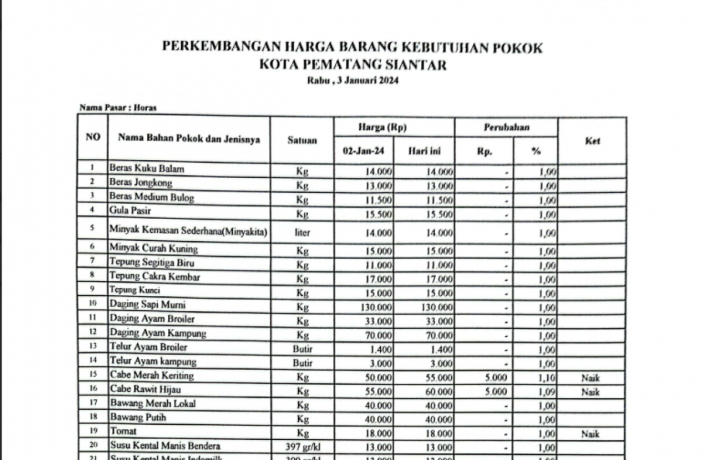 PERKEMBANGAN HARGA BARANG KEBUTUHAN POKOK
KOTA PEMATANG SIANTAR
Rabu , 3 Januari 2024
Nama Pasar : Horas
NO Nama Bahan Pokok dan Jenisnya Satuan Harga (Rp) Perubahan Ket
02-Jan-24 Hari ini Rp. %
1 Beras Kuku Balam Kg 14.000 14.000 - 1,00
2 Beras Jongkong Kg 13.000 13.000 - 1,00
3 Beras Medium Bulog Kg 11.500 11.500 - 1,00
4 Gula Pasir Kg 15.500 15.500 - 1,00
5 Minyak Kemasan Sederhana(Minyakita) liter 14.000 14.000 - 1,00
6 Minyak Curah Kuning Kg 15.000 15.000 - 1,00
7 Tepung Segitiga Biru Kg 11.000 11.000 - 1,00
8 Tepung Cakra Kembar Kg 17.000 17.000 - 1,00
9 Tepung Kunci Kg 15.000 15.000 - 1,00
10 Daging Sapi Murni Kg 130.000 130.000 - 1,00
11 Daging Ayam Broiler Kg 33.000 33.000 - 1,00
12 Daging Ayam Kampung Kg 70.000 70.000 - 1,00
13 Telur Ayam Broiler Butir 1.400 1.400 - 1,00
14 Telur Ayam kampung Butir 3.000 3.000 - 1,00
15 Cabe Merah Keriting Kg 50.000 55.000 5.000 1,10 Naik
16 Cabe Rawit Hijau Kg 55.000 60.000 5.000 1,09 Naik
17 Bawang Merah Lokal Kg 40.000 40.000 - 1,00
18 Bawang Putih Kg 40.000 40.000 - 1,00
19 Tomat Kg 18.000 18.000 - 1,00 Naik
20 Susu Kental Manis Bendera 397 gr/kl 13.000 13.000 - 1,00
21 Susu Kental Manis